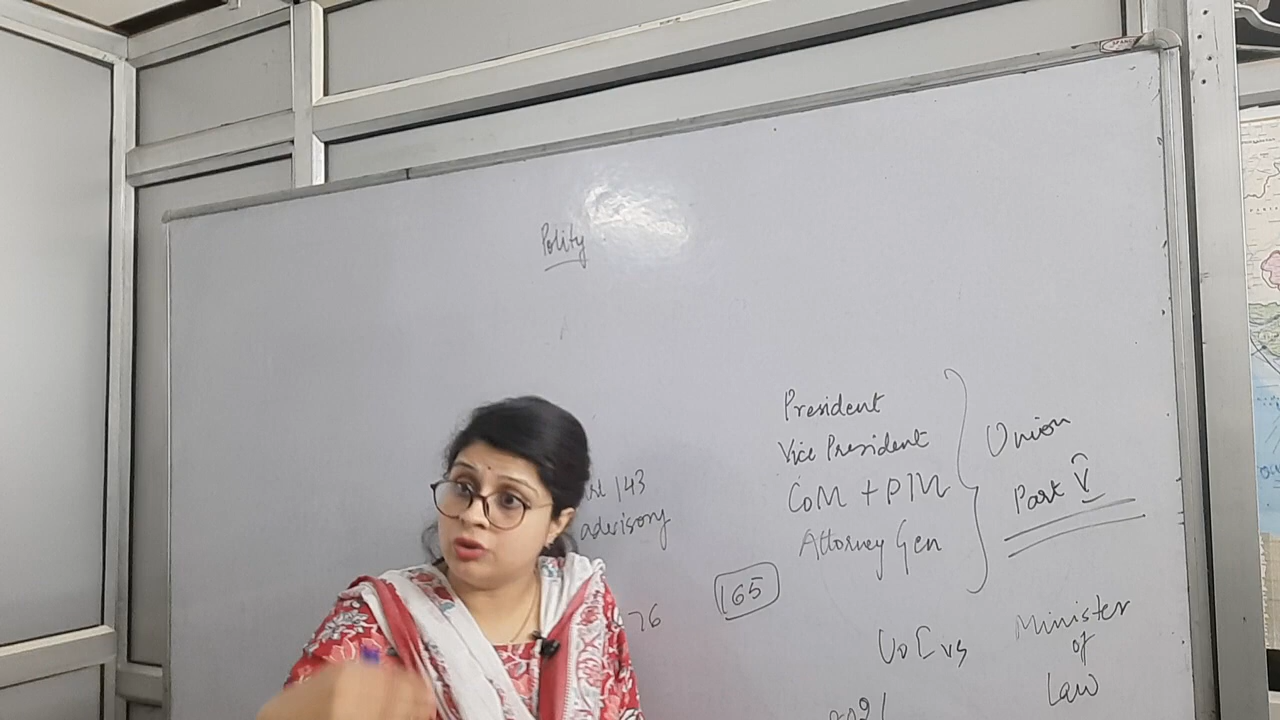 Polity
143
advisory
76
165
President
Vice President
CoM + PM
Attorney Gen
Union
Part V
UoI vs
Minister
of
Law